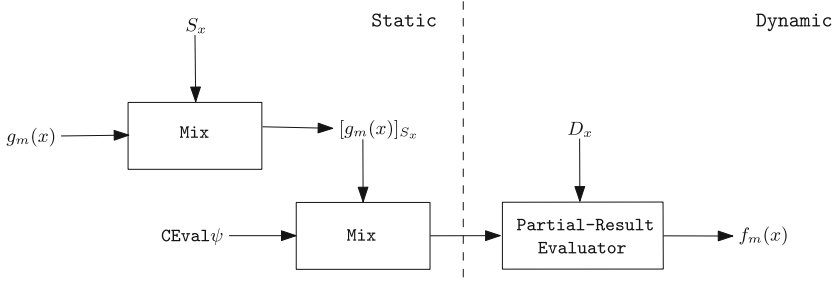 Static
Dynamic
S_x
g_m(x)
Mix
[g_m(x)]_{S_x}
D_x
CEvalψ
Mix
Partial-Result
Evaluator
f_m(x)